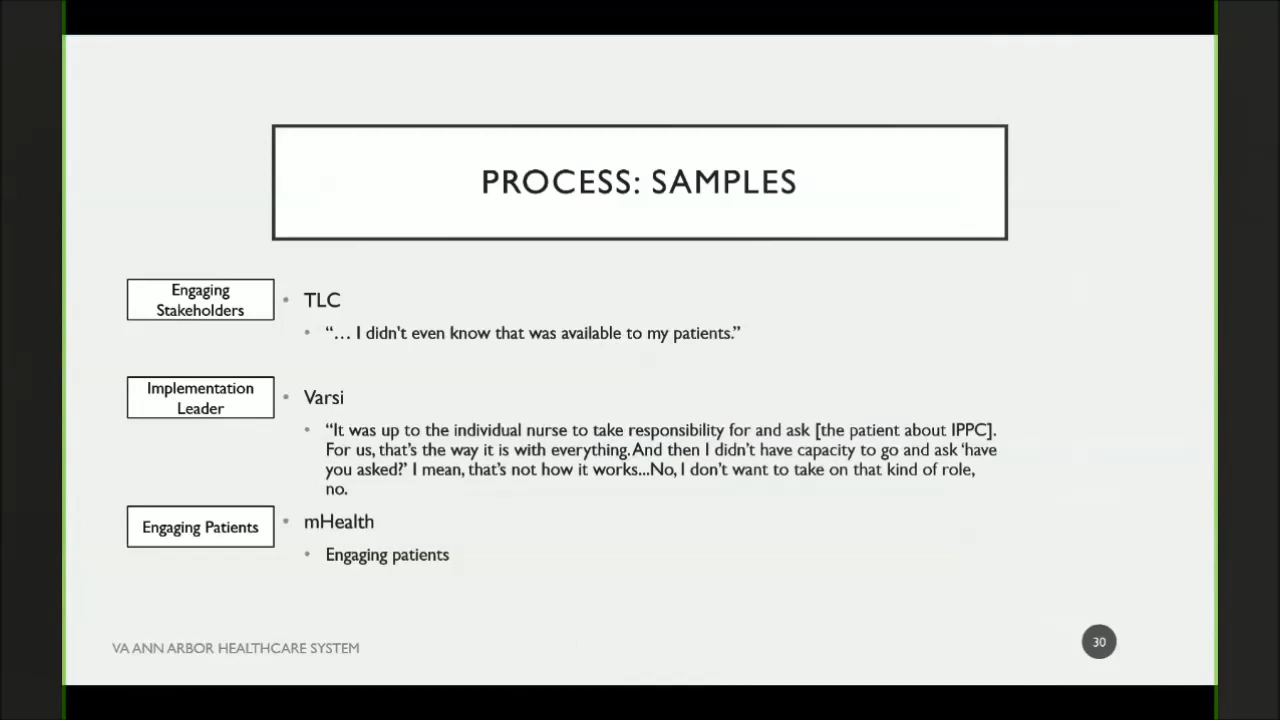 PROCESS: SAMPLES
Engaging
Stakeholders
• TLC
• “… I didn't even know that was available to my patients.”
Implementation
Leader
• Varsi
• “It was up to the individual nurse to take responsibility for and ask [the patient about IPPC].
For us, that’s the way it is with everything. And then I didn’t have capacity to go and ask ‘have
you asked?’ I mean, that’s not how it works...No, I don’t want to take on that kind of role,
no.
Engaging Patients
• mHealth
• Engaging patients
VA ANN ARBOR HEALTHCARE SYSTEM
30